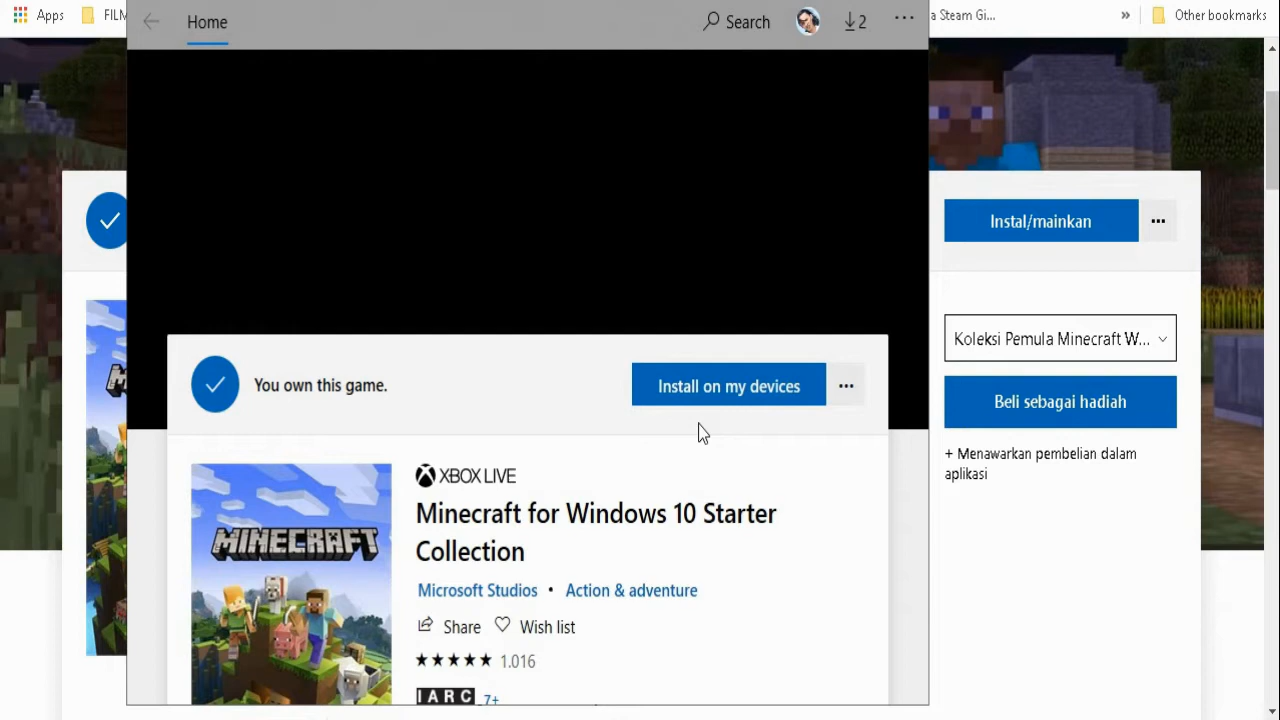 Apps
FILM
a Steam Gi...
»
Other bookmarks
Home
Search
2
...
Instal/mainkan
...
Koleksi Pemula Minecraft W...
Beli sebagai hadiah
+ Menawarkan pembelian dalam
aplikasi
You own this game.
Install on my devices
...
MINECRAFT
XBOX LIVE
Minecraft for Windows 10 Starter
Collection
Microsoft Studios • Action & adventure
Share
Wish list
★★★★★ 1.016
IARC 7+